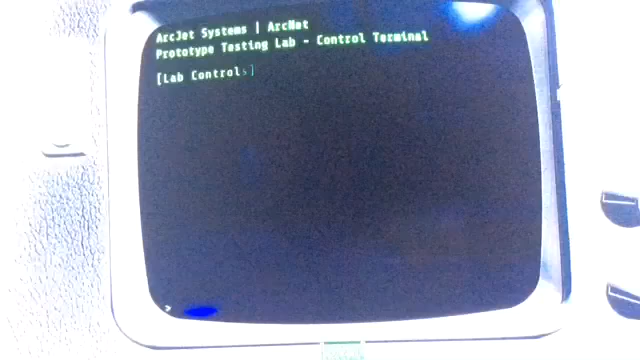 ArcJet Systems | ArcNet
Prototype Testing Lab - Control Terminal
[Lab Controls]
>